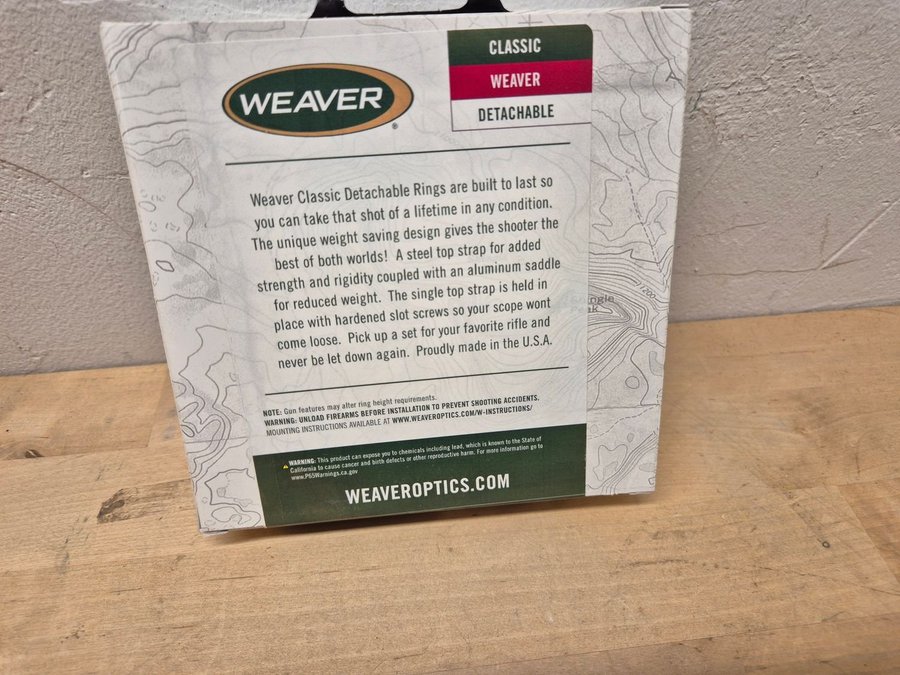 WEAVER
®
CLASSIC
WEAVER
DETACHABLE
Weaver Classic Detachable Rings are built to last so
you can take that shot of a lifetime in any condition.
The unique weight saving design gives the shooter the
best of both worlds! A steel top strap for added
strength and rigidity coupled with an aluminum saddle
for reduced weight. The single top strap is held in
place with hardened slot screws so your scope wont
come loose. Pick up a set for your favorite rifle and
never be let down again. Proudly made in the U.S.A.
NOTE: Gun features may alter ring height requirements.
WARNING: UNLOAD FIREARMS BEFORE INSTALLATION TO PREVENT SHOOTING ACCIDENTS.
MOUNTING INSTRUCTIONS AVAILABLE AT WWW.WEAVEROPTICS.COM/W-INSTRUCTIONS/
WARNING: This product can expose you to chemicals including lead, which is known to the State of
California to cause cancer and birth defects or other reproductive harm. For more information go to
www.P65Warnings.ca.gov
WEAVEROPTICS.COM
Peak
1200